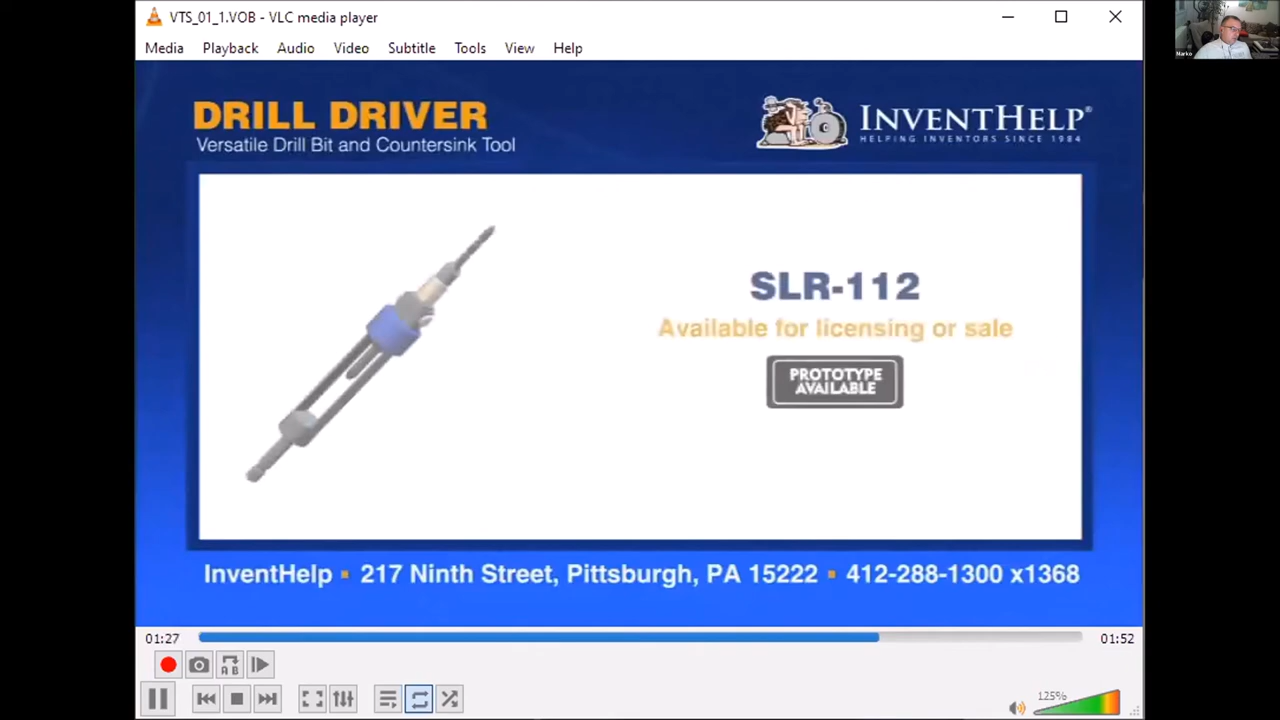 VTS_01_1.VOB - VLC media player
Media Playback Audio Video Subtitle Tools View Help
DRILL DRIVER
Versatile Drill Bit and Countersink Tool
INVENTHELP®
HELPING INVENTORS SINCE 1984
SLR-112
Available for licensing or sale
PROTOTYPE
AVAILABLE
InventHelp ▪ 217 Ninth Street, Pittsburgh, PA 15222 ▪ 412-288-1300 x1368
01:27
01:52
A B
125%
Marko